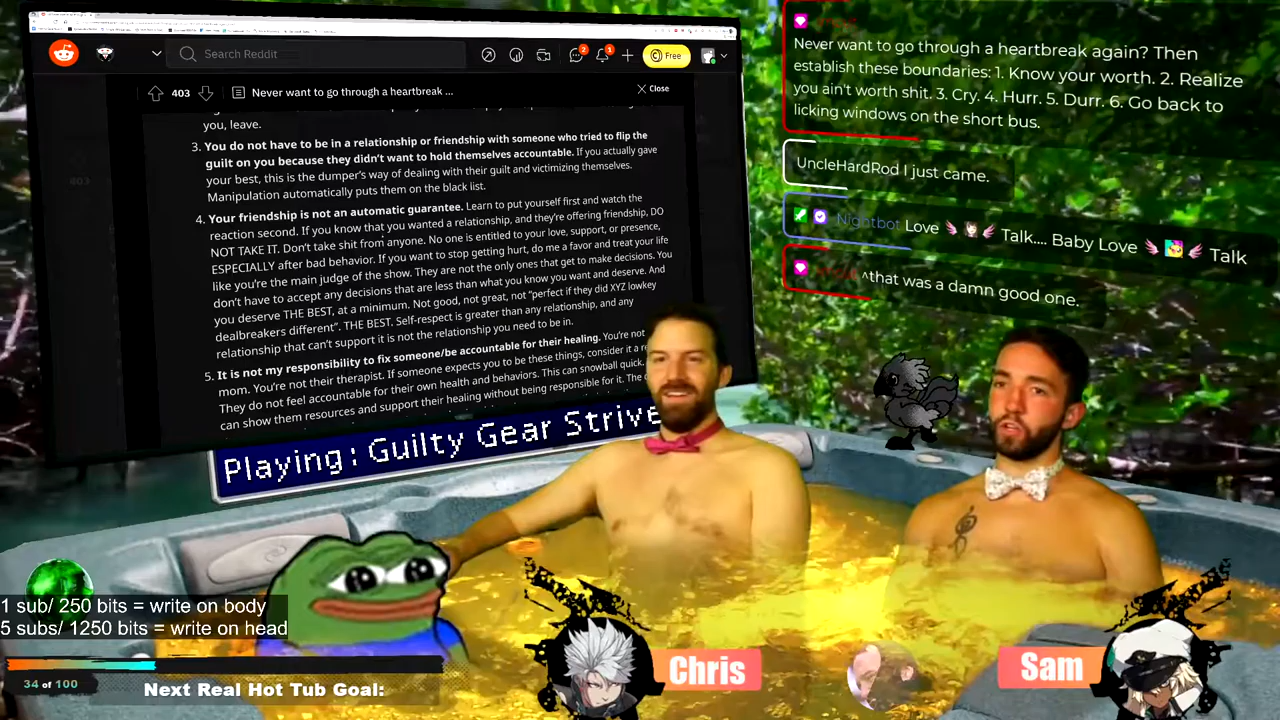 Search Reddit
2
1
Free
403
Never want to go through a heartbreak ...
Close
you, leave.
3. You do not have to be in a relationship or friendship with someone who tried to flip the
guilt on you because they didn't want to hold themselves accountable. If you actually gave
your best, this is the dumper's way of dealing with their guilt and victimizing themselves.
Manipulation automatically puts them on the black list.
4. Your friendship is not an automatic guarantee. Learn to put yourself first and watch the
reaction second. If you know that you wanted a relationship, and they're offering friendship, DO
NOT TAKE IT. Don't take shit from anyone. No one is entitled to your love, support, or presence,
ESPECIALLY after bad behavior. If you want to stop getting hurt, do me a favor and treat your life
like you're the main judge of the show. They are not the only ones that get to make decisions. You
don't have to accept any decisions that are less than what you know you want and deserve. And
you deserve THE BEST, at a minimum. Not good, not great, not "perfect if they did XYZ lowkey
dealbreakers different". THE BEST. Self-respect is greater than any relationship, and any
relationship that can't support it is not the relationship you need to be in.
5. It is not my responsibility to fix someone/be accountable for their healing. You're not
mom. You're not their therapist. If someone expects you to be these things, consider it a
They do not feel accountable for their own health and behaviors. This can snowball quick.
can show them resources and support their healing without being responsible for it. The
Playing: Guilty Gear Strive
Never want to go through a heartbreak again? Then
establish these boundaries: 1. Know your worth. 2. Realize
you ain't worth shit. 3. Cry. 4. Hurr. 5. Durr. 6. Go back to
licking windows on the short bus.
UncleHardRod I just came.
Nightbot Love Talk.... Baby Love Talk
^that was a damn good one.
1 sub/ 250 bits = write on body
5 subs/ 1250 bits = write on head
34 of 100
Next Real Hot Tub Goal:
Chris
Sam